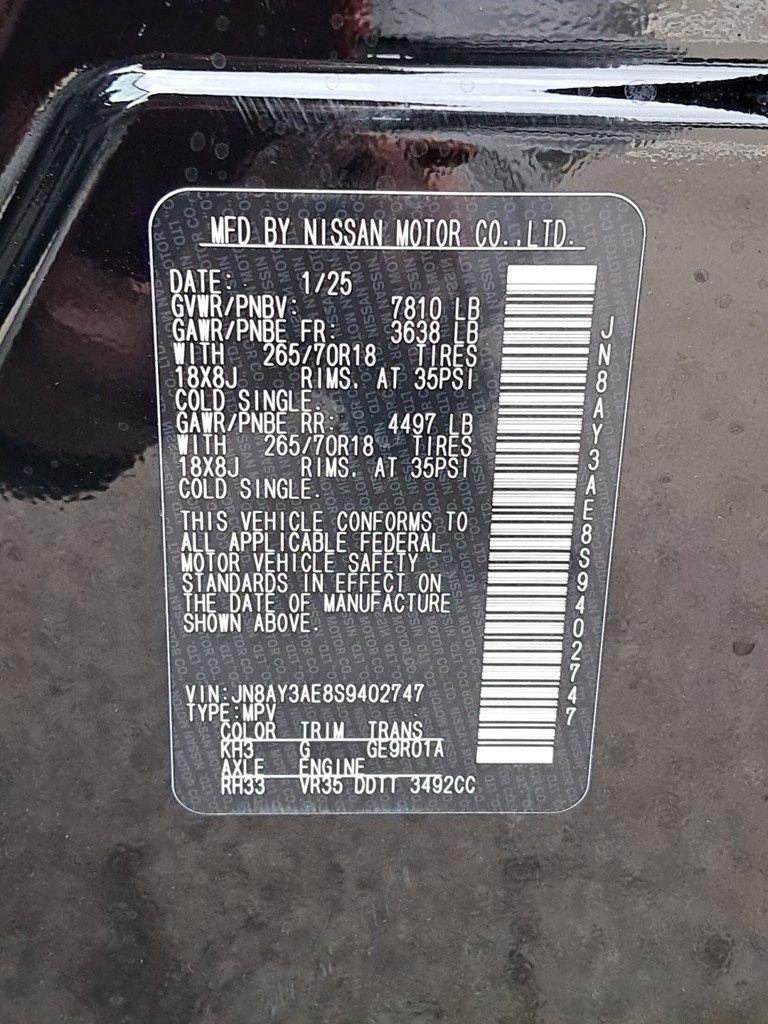 MFD BY NISSAN MOTOR CO.,LTD.
DATE: 1/25
GVWR/PNBV: 7810 LB
GAWR/PNBE FR: 3638 LB
WITH 265/70R18 TIRES
18X8J RIMS. AT 35PSI
COLD SINGLE.
GAWR/PNBE RR: 4497 LB
WITH 265/70R18 TIRES
18X8J RIMS. AT 35PSI
COLD SINGLE.
THIS VEHICLE CONFORMS TO
ALL APPLICABLE FEDERAL
MOTOR VEHICLE SAFETY
STANDARDS IN EFFECT ON
THE DATE OF MANUFACTURE
SHOWN ABOVE.
VIN:JN8AY3AE8S9402747
TYPE:MPV
COLOR TRIM TRANS
KH3 G GE9R01A
AXLE ENGINE
RH33 VR35 DDTT 3492CC
JN8AY3AE8S9402747